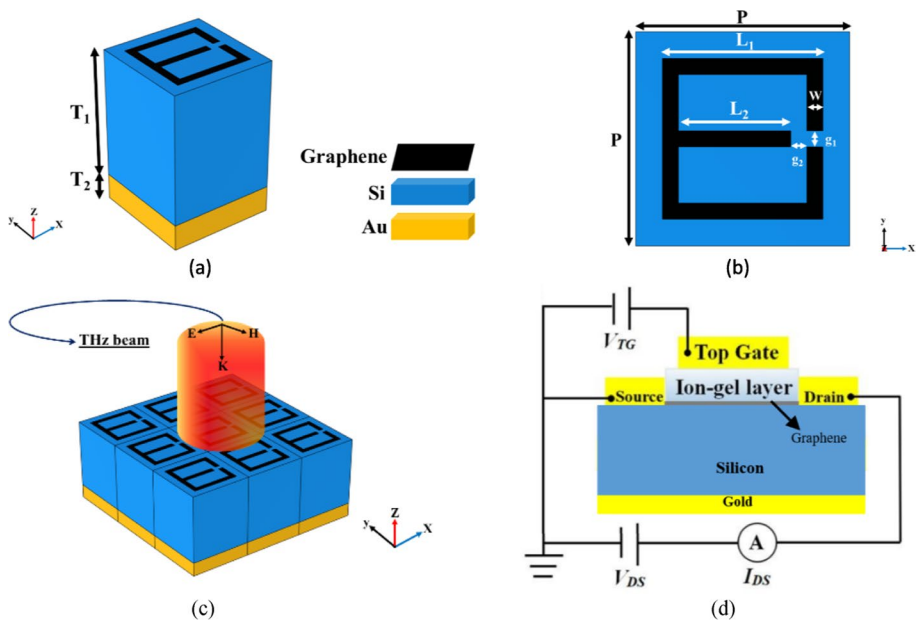 T1
T2
Graphene
Si
Au
y
Z
X
(a)
P
L1
W
L2
P
g1
g2
y
Z
X
(b)
THz beam
E
H
K
y
Z
X
(c)
VTG
Top Gate
Ion-gel layer
Source
Drain
Graphene
Silicon
Gold
A
VDS
IDS
(d)